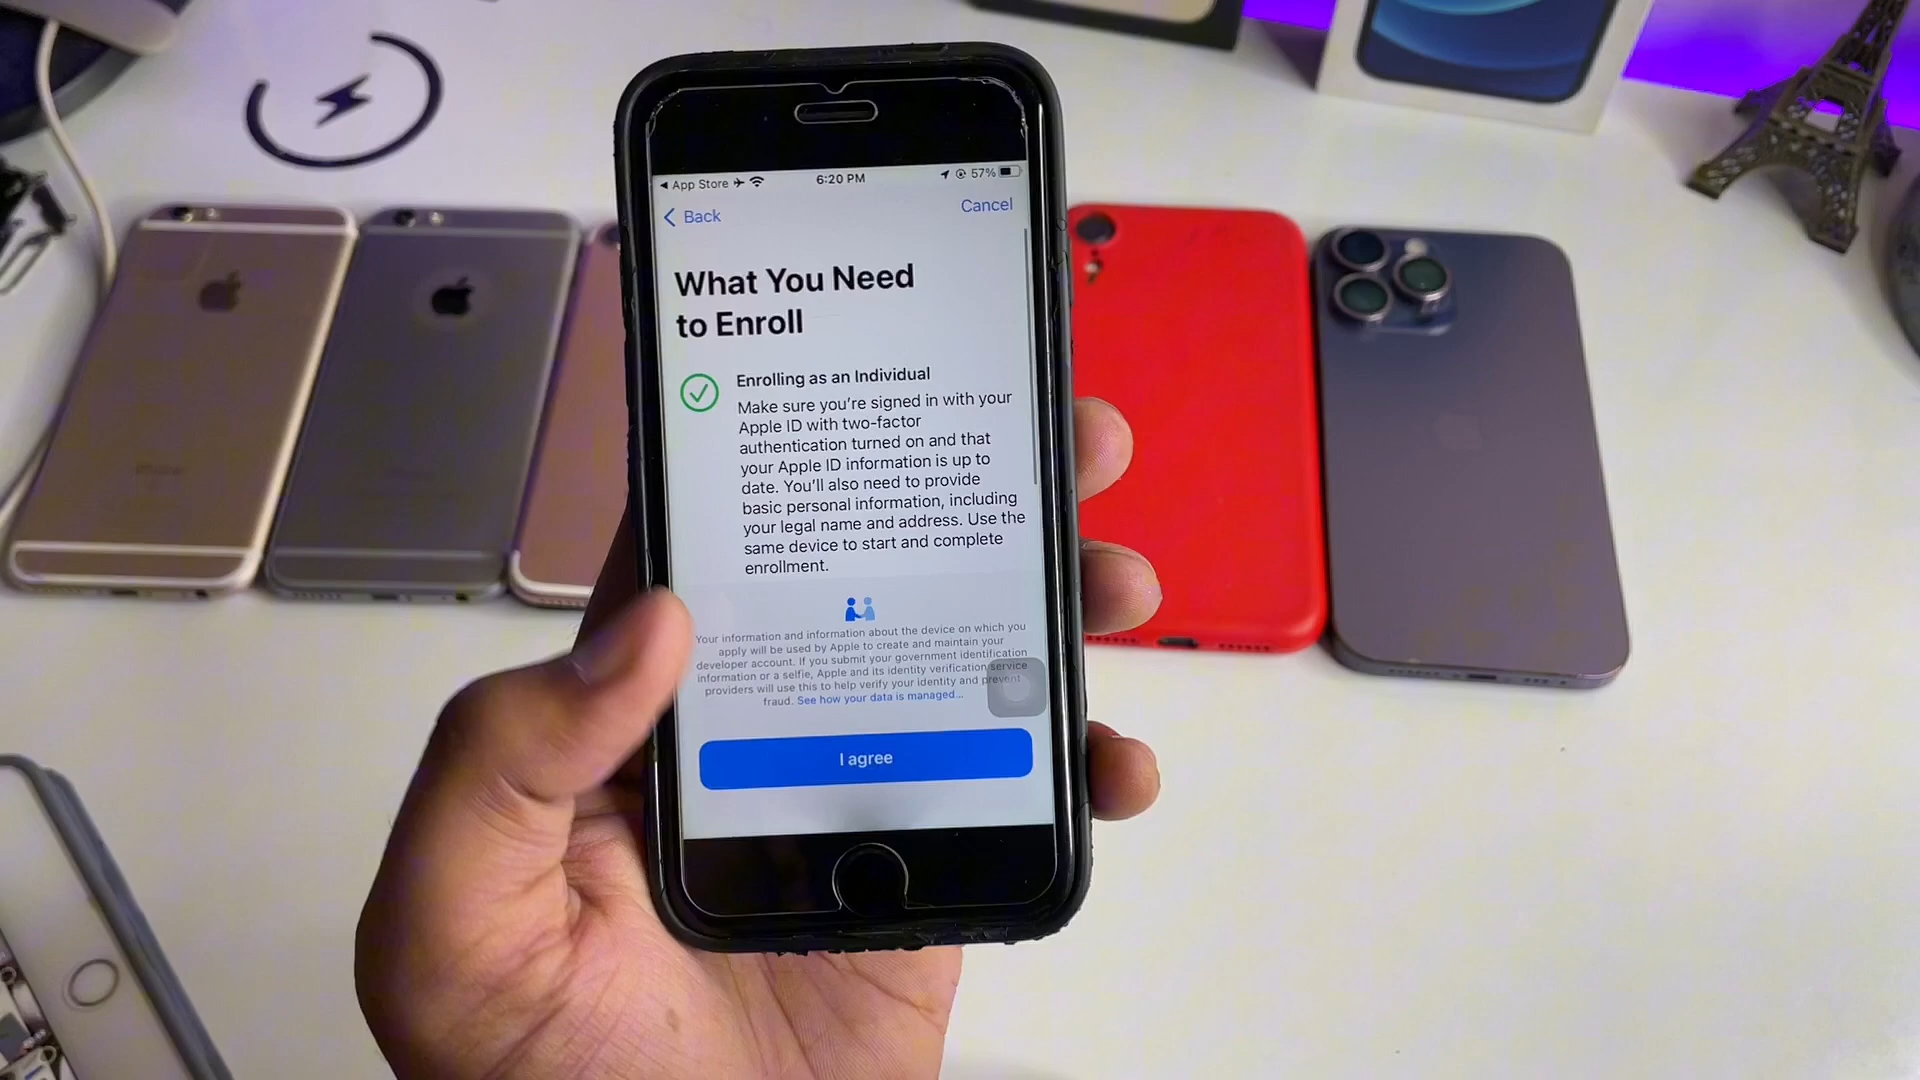 App Store
6:20 PM
57%
Back
Cancel
What You Need
to Enroll
Enrolling as an Individual
Make sure you're signed in with your
Apple ID with two-factor
authentication turned on and that
your Apple ID information is up to
date. You'll also need to provide
basic personal information, including
your legal name and address. Use the
same device to start and complete
enrollment.
Your information and information about the device on which you
apply will be used by Apple to create and maintain your
developer account. If you submit your government identification
information or a selfie, Apple and its identity verification service
providers will use this to help verify your identity and prevent
fraud. See how your data is managed...
I agree
iPhone